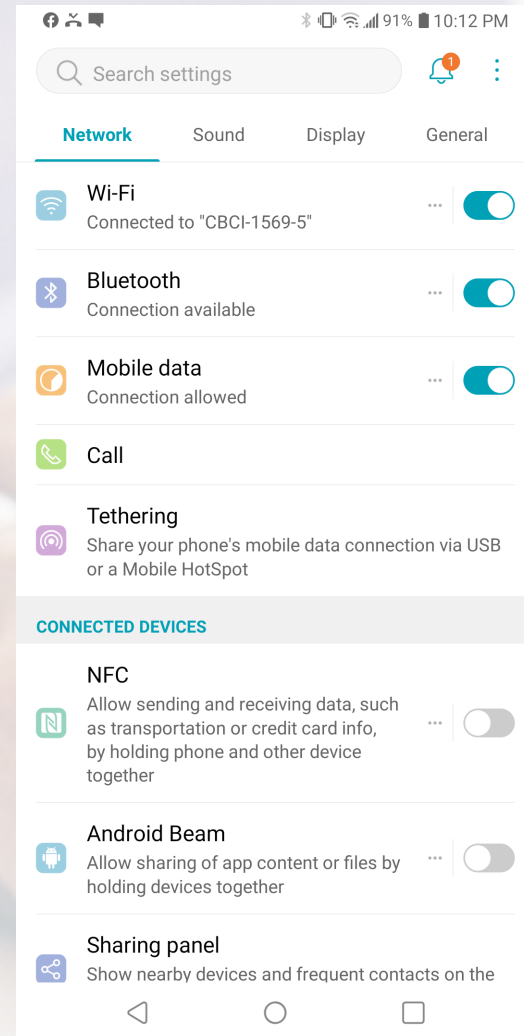 91% 10:12 PM
Search settings
1
Network Sound Display General
Wi-Fi
Connected to "CBCI-1569-5"
Bluetooth
Connection available
Mobile data
Connection allowed
Call
Tethering
Share your phone's mobile data connection via USB
or a Mobile HotSpot
CONNECTED DEVICES
NFC
Allow sending and receiving data, such
as transportation or credit card info,
by holding phone and other device
together
Android Beam
Allow sharing of app content or files by
holding devices together
Sharing panel
Show nearby devices and frequent contacts on the